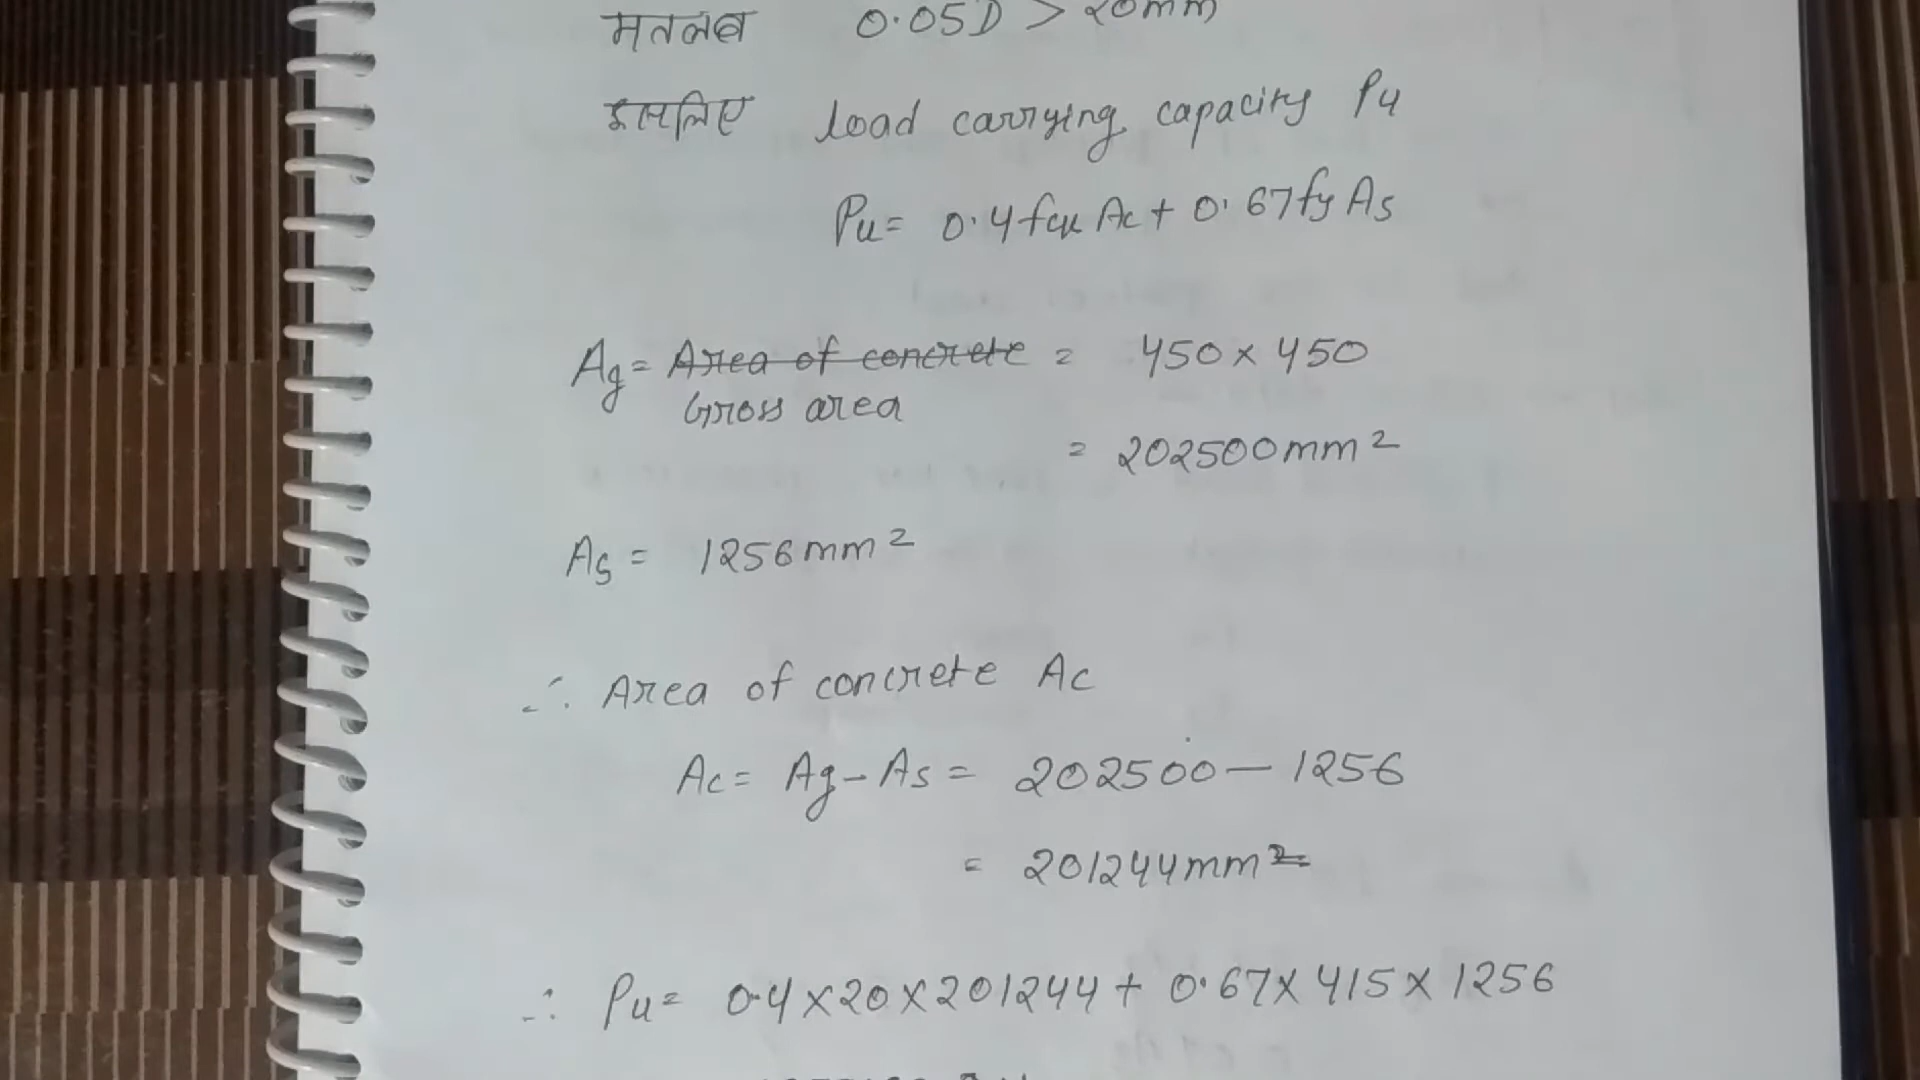 मतलब 0.05D > 20mm
इसलिए load carrying capacity Pu
Pu= 0.4fck Ac + 0.67fy As
Ag= Area of concrete = 450 x 450
Gross area
= 202500mm²
As = 1256mm²
∴ Area of concrete Ac
Ac= Ag - As = 202500 - 1256
= 201244mm²
∴ Pu= 0.4 x 20 x 201244 + 0.67 x 415 x 1256